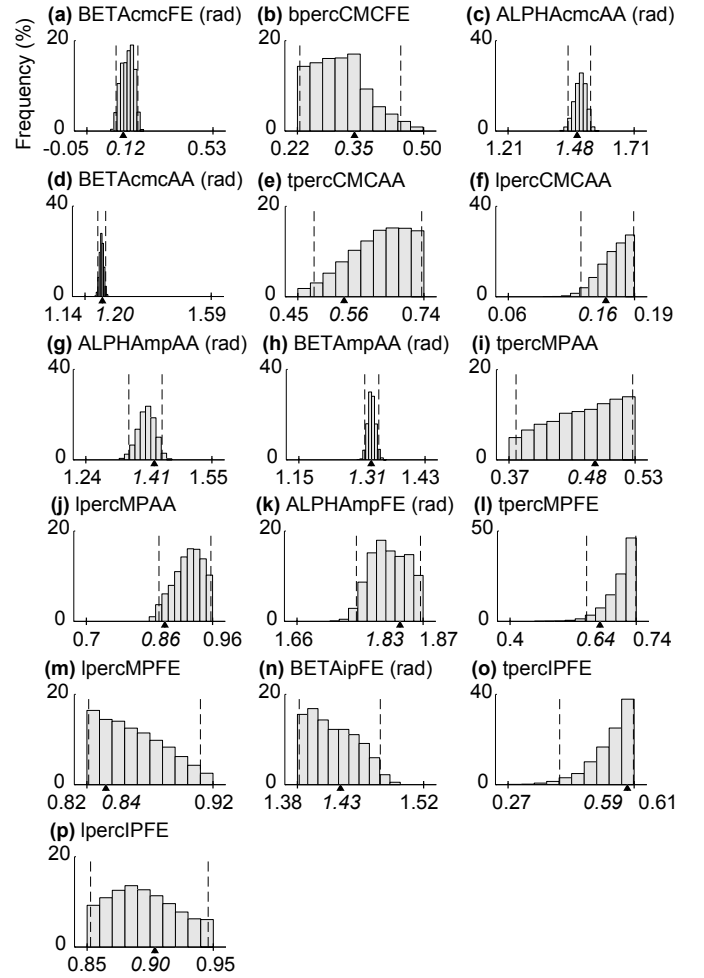 (a) BETAcmcFE (rad)
(b) bpercCMCFE
(c) ALPHAcmcAA (rad)
Frequency (%)
20
0
-0.05 0.12 0.53
20
0
0.22 0.35 0.50
40
0
1.21 1.48 1.71
(d) BETAcmcAA (rad)
(e) tpercCMCAA
(f) lpercCMCAA
40
0
1.14 1.20 1.59
20
0
0.45 0.56 0.74
40
0
0.06 0.16 0.19
(g) ALPHAmpAA (rad)
(h) BETAmpAA (rad)
(i) tpercMPAA
40
0
1.24 1.41 1.55
40
0
1.15 1.31 1.43
20
0
0.37 0.48 0.53
(j) lpercMPAA
(k) ALPHAmpFE (rad)
(l) tpercMPFE
20
0
0.7 0.86 0.96
20
0
1.66 1.83 1.87
50
0
0.4 0.64 0.74
(m) lpercMPFE
(n) BETAipFE (rad)
(o) tpercIPFE
20
0
0.82 0.84 0.92
20
0
1.38 1.43 1.52
40
0
0.27 0.59 0.61
(p) lpercIPFE
20
0
0.85 0.90 0.95